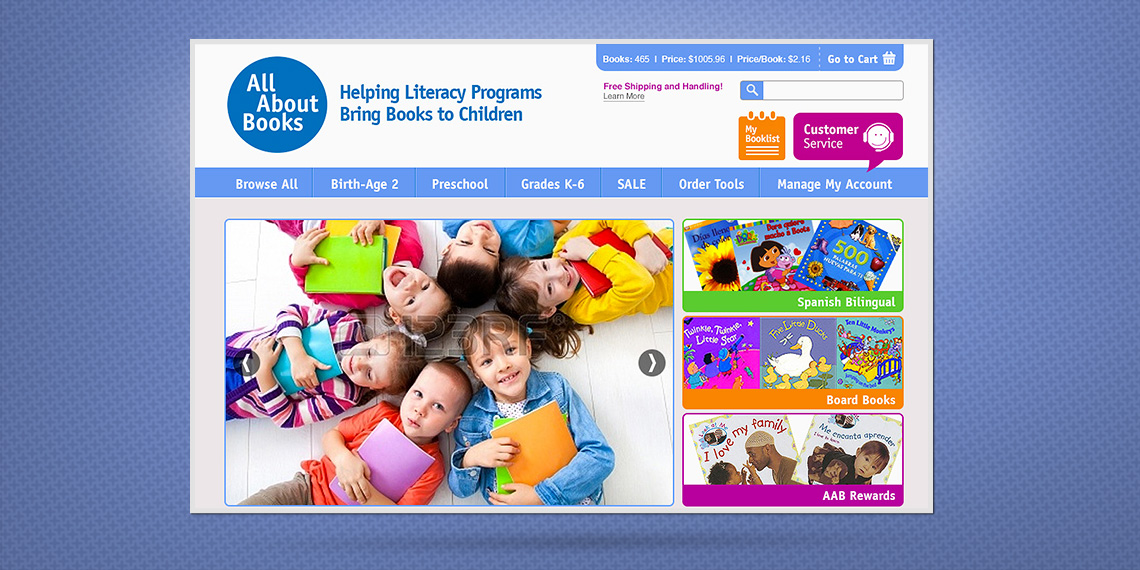 Books: 465 | Price: $1005.96 | Price/Book: $2.16
Go to Cart
All
About
Books
Helping Literacy Programs
Bring Books to Children
Free Shipping and Handling!
Learn More
My
Booklist
Customer
Service
Browse All
Birth-Age 2
Preschool
Grades K-6
SALE
Order Tools
Manage My Account
Días
Dora quiere
mucho a Boots
500
PALABRAS
NUEVAS PARA TI
Spanish Bilingual
Twinkle, Twinkle,
Little Star
Five Little Ducks
Ten Little Monkeys
Board Books
I love my family
Me encanta aprender
AAB Rewards
123RF